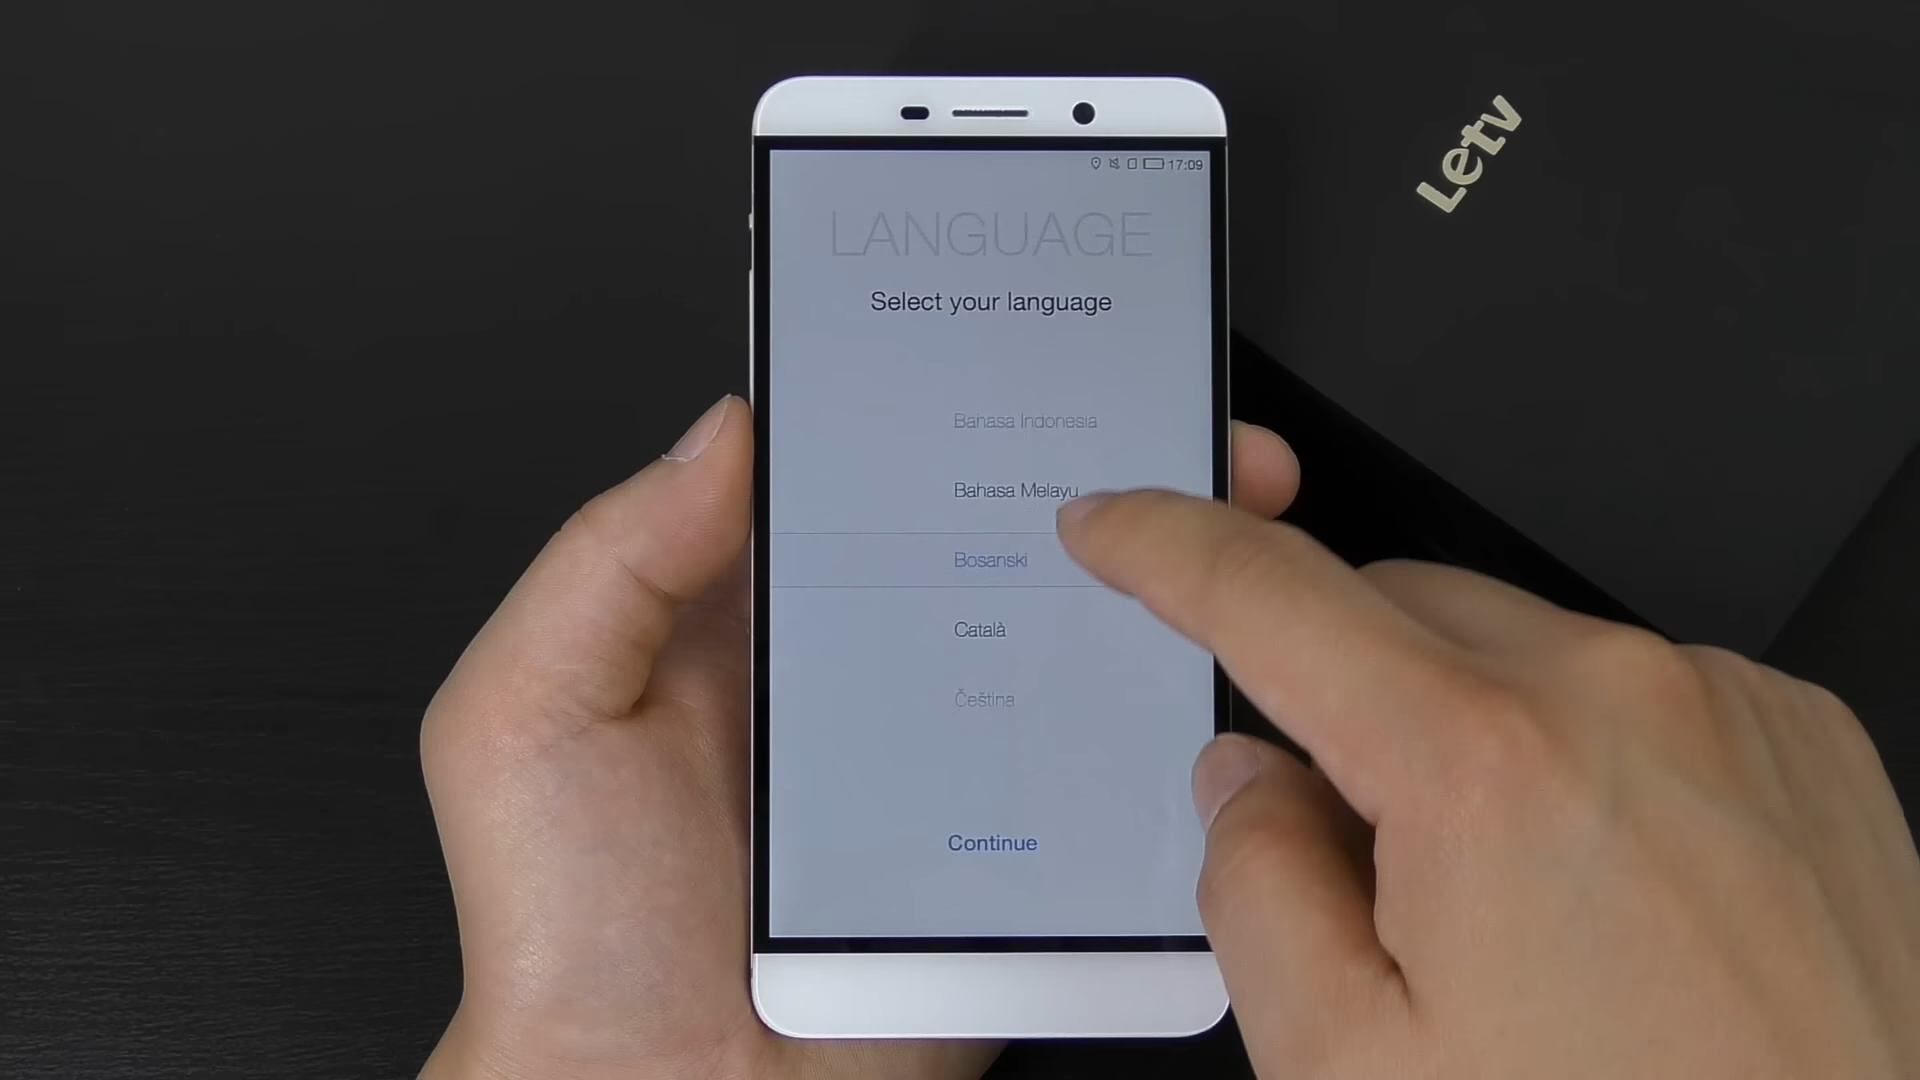 17:09
LANGUAGE
Select your language
Bahasa Indonesia
Bahasa Melayu
Bosanski
Català
Čeština
Continue
Letv